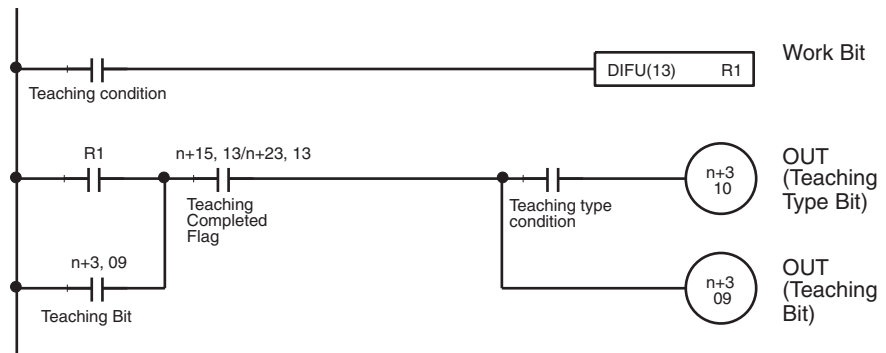 Work Bit
DIFU(13) R1
Teaching condition
R1
n+15, 13/n+23, 13
Teaching
Completed
Flag
Teaching type
condition
n+3
10
OUT
(Teaching
Type Bit)
n+3, 09
Teaching Bit
n+3
09
OUT
(Teaching
Bit)